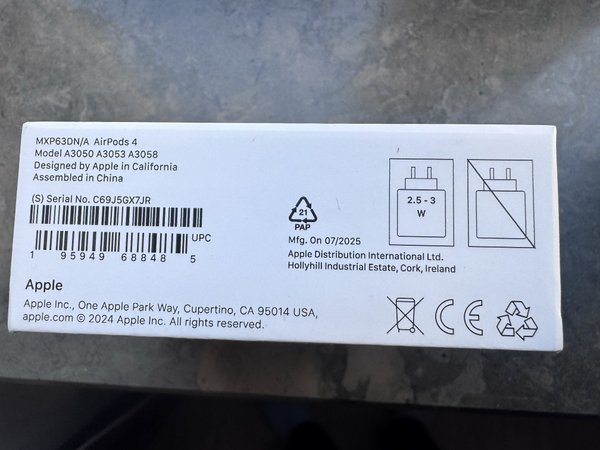 MXP63DN/A AirPods 4
Model A3050 A3053 A3058
Designed by Apple in California
Assembled in China
(S) Serial No. C69J5GX7JR
UPC
1 95949 68848 5
Apple
Apple Inc., One Apple Park Way, Cupertino, CA 95014 USA,
apple.com © 2024 Apple Inc. All rights reserved.
21
PAP
Mfg. On 07/2025
Apple Distribution International Ltd.
Hollyhill Industrial Estate, Cork, Ireland
2.5 - 3
W
CE